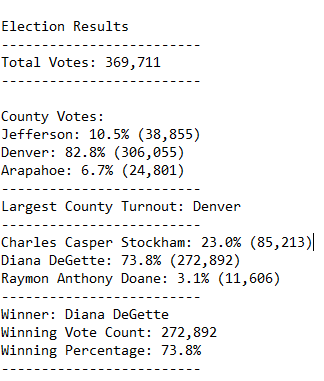 Election Results
-------------------------
Total Votes: 369,711
-------------------------
County Votes:
Jefferson: 10.5% (38,855)
Denver: 82.8% (306,055)
Arapahoe: 6.7% (24,801)
-------------------------
Largest County Turnout: Denver
-------------------------
Charles Casper Stockham: 23.0% (85,213)
Diana DeGette: 73.8% (272,892)
Raymon Anthony Doane: 3.1% (11,606)
-------------------------
Winner: Diana DeGette
Winning Vote Count: 272,892
Winning Percentage: 73.8%
-------------------------